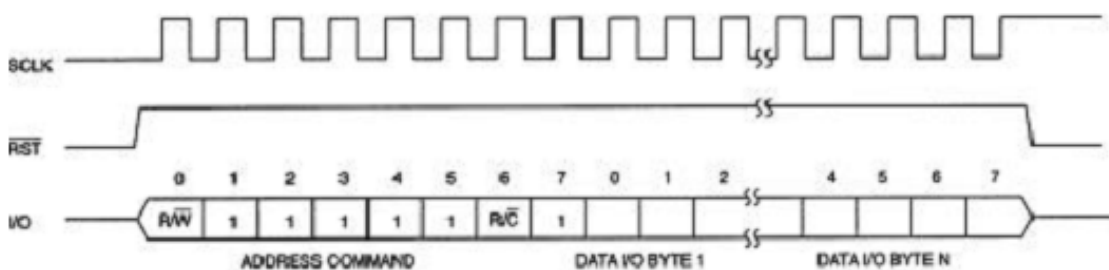 SCLK
R̅S̅T̅
0 1 2 3 4 5 6 7 0 1 2 4 5 6 7
I/O R/W̅ 1 1 1 1 1 R/C̅ 1
ADDRESS COMMAND DATA I/O BYTE 1 DATA I/O BYTE N